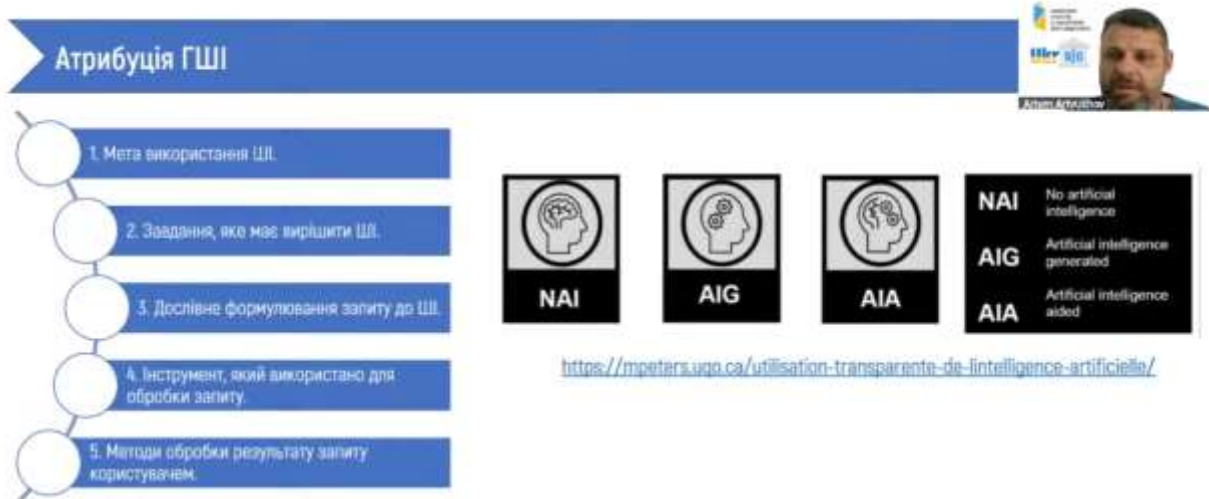 Атрибуція ГШІ
1. Мета використання ШІ.
2. Завдання, яке має вирішити ШІ.
3. Дослівне формулювання запиту до ШІ.
4. Інструмент, який використано для
обробки запиту.
5. Методи обробки результату запиту
користувачем.
NAI
AIG
AIA
NAI No artificial
intelligence
AIG Artificial intelligence
generated
AIA Artificial intelligence
aided
https://mpeters.uqo.ca/utilisation-transparente-de-lintelligence-artificielle/
Ukr
Artem Artyukhov